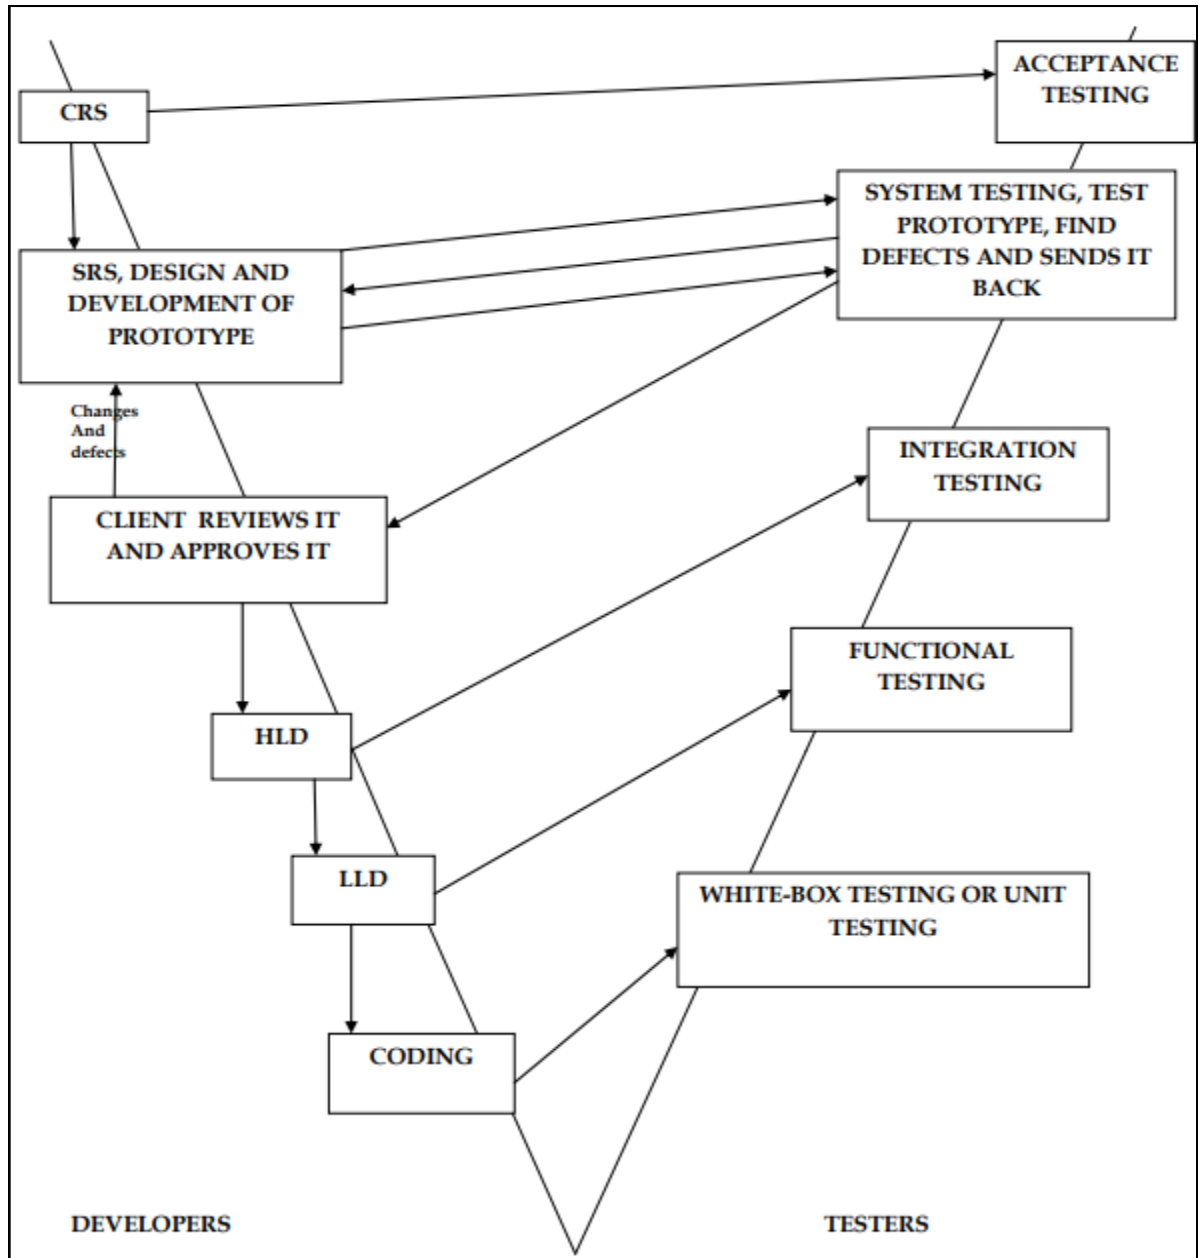 CRS
ACCEPTANCE
TESTING
SYSTEM TESTING, TEST
PROTOTYPE, FIND
DEFECTS AND SENDS IT
BACK
SRS, DESIGN AND
DEVELOPMENT OF
PROTOTYPE
Changes
And
defects
CLIENT REVIEWS IT
AND APPROVES IT
INTEGRATION
TESTING
FUNCTIONAL
TESTING
HLD
LLD
WHITE-BOX TESTING OR UNIT
TESTING
CODING
DEVELOPERS
TESTERS